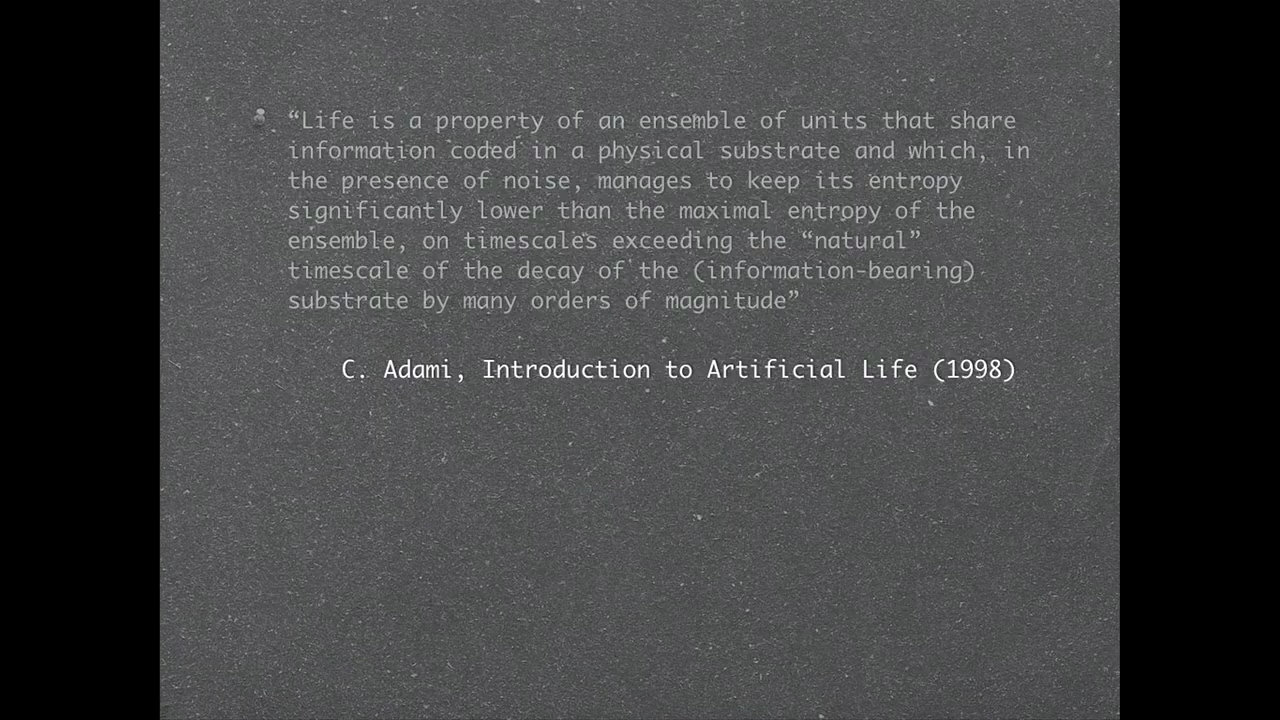 “Life is a property of an ensemble of units that share
information coded in a physical substrate and which, in
the presence of noise, manages to keep its entropy
significantly lower than the maximal entropy of the
ensemble, on timescales exceeding the “natural”
timescale of the decay of the (information-bearing)
substrate by many orders of magnitude”
C. Adami, Introduction to Artificial Life (1998)